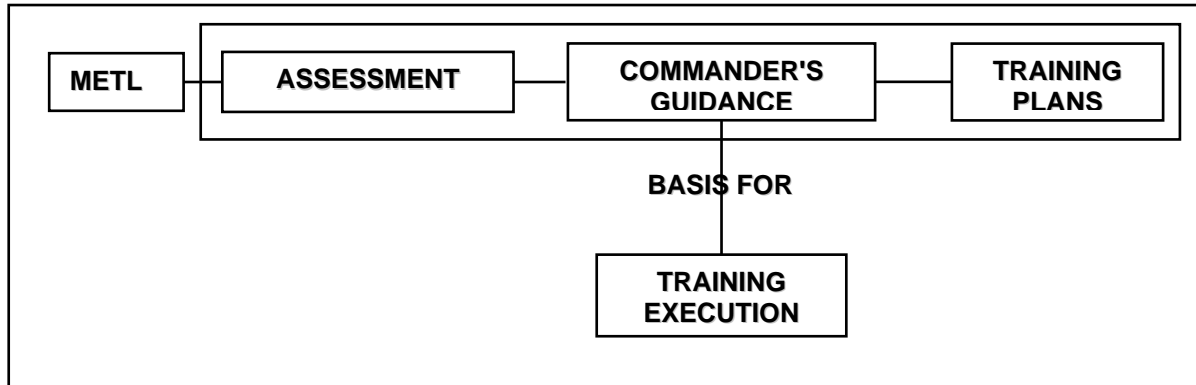 METL
ASSESSMENT
COMMANDER'S
GUIDANCE
TRAINING
PLANS
BASIS FOR
TRAINING
EXECUTION